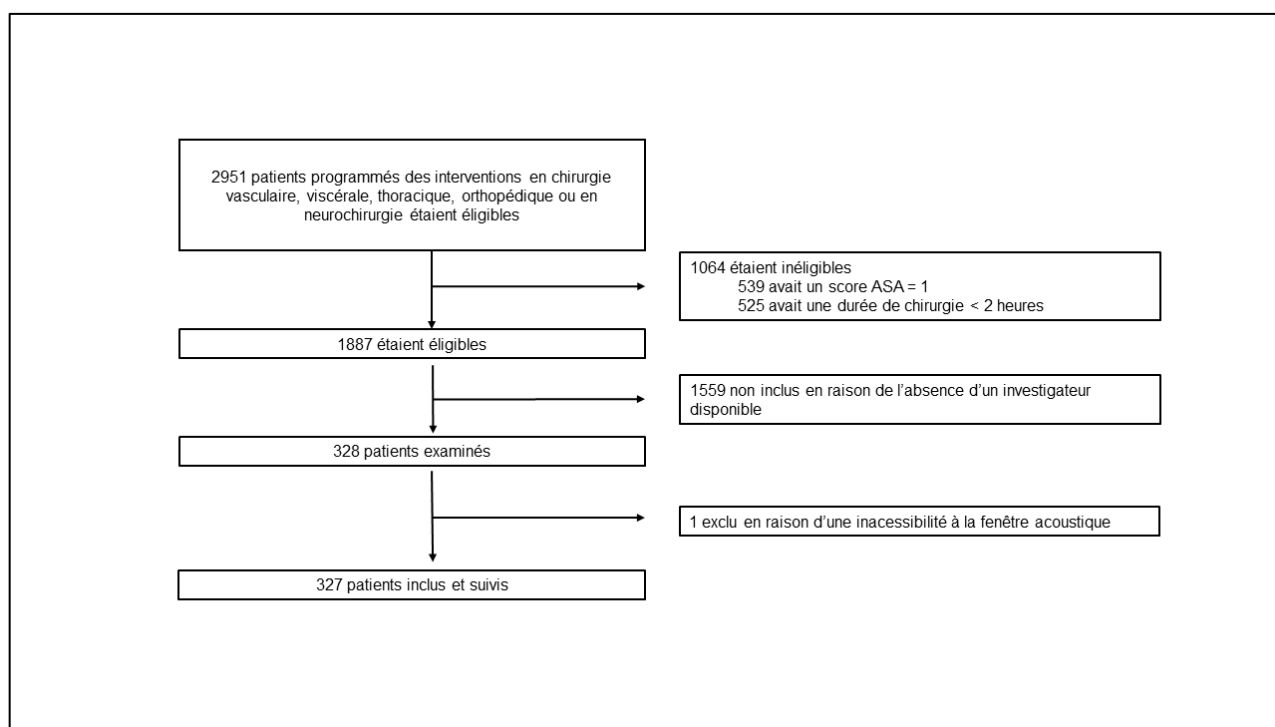 2951 patients programmés des interventions en chirurgie
vasculaire, viscérale, thoracique, orthopédique ou en
neurochirurgie étaient éligibles
1064 étaient inéligibles
539 avait un score ASA = 1
525 avait une durée de chirurgie < 2 heures
1887 étaient éligibles
1559 non inclus en raison de l’absence d’un investigateur
disponible
328 patients examinés
1 exclu en raison d’une inacessibilité à la fenêtre acoustique
327 patients inclus et suivis